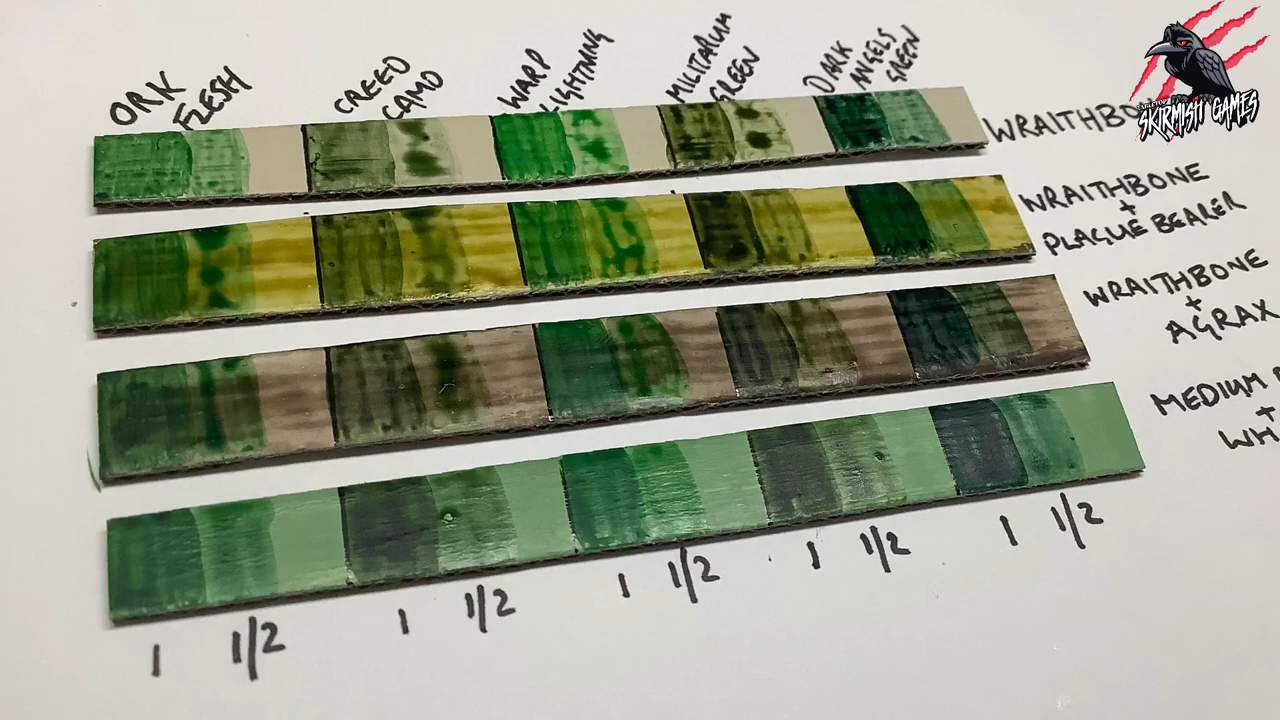 ORK
FLESH
CREED
CAMO
WARP
LIGHTNING
MILITARUM
GREEN
DARK
ANGELS
GREEN
SKIRMISH GAMES
WRAITHBO
WRAITHBONE
+
PLAGUE BEARER
WRAITHBONE
+
AGRAX
MEDIUM
+
WH
1 1/2 1 1/2 1 1/2 1 1/2 1 1/2